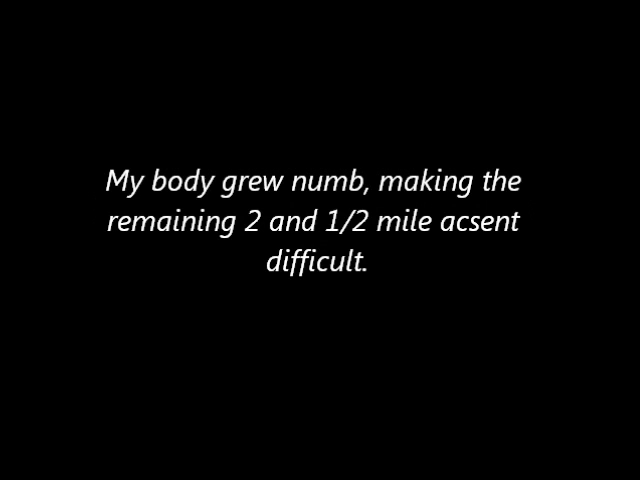 My body grew numb, making the
remaining 2 and 1/2 mile acsent
difficult.